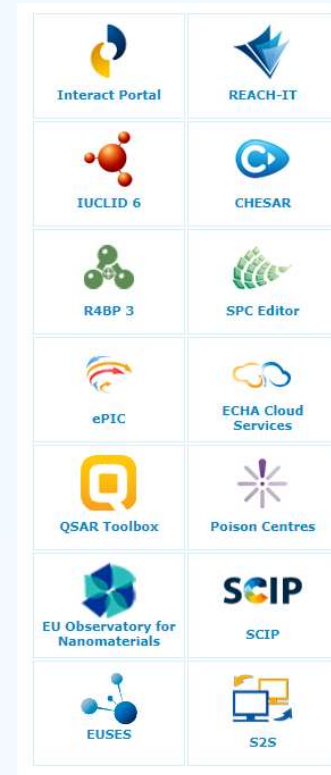 Interact Portal
REACH-IT
IUCLID 6
CHESAR
R4BP 3
SPC Editor
ePIC
ECHA Cloud
Services
QSAR Toolbox
Poison Centres
EU Observatory for
Nanomaterials
SCIP
SCIP
EUSES
S2S